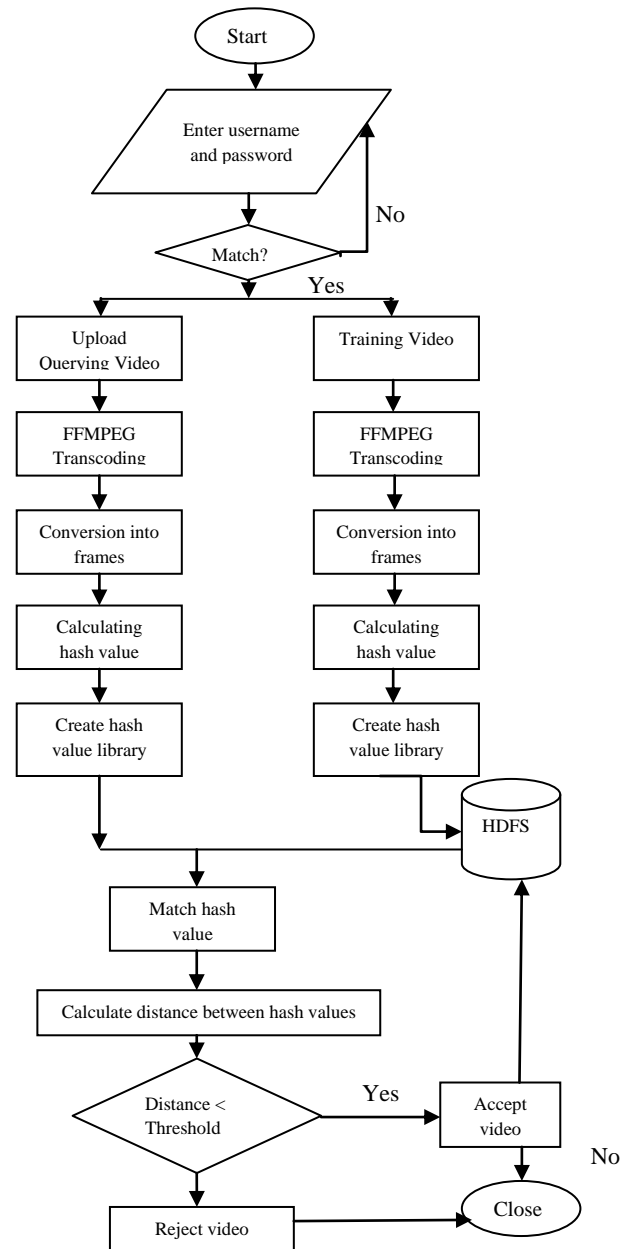 Start
Enter username
and password
No
Match?
Yes
Upload
Querying Video
Training Video
FFMPEG
Transcoding
FFMPEG
Transcoding
Conversion into
frames
Conversion into
frames
Calculating
hash value
Calculating
hash value
Create hash
value library
Create hash
value library
HDFS
Match hash
value
Calculate distance between hash values
Distance <
Threshold
Yes
Accept
video
No
Close
Reject video